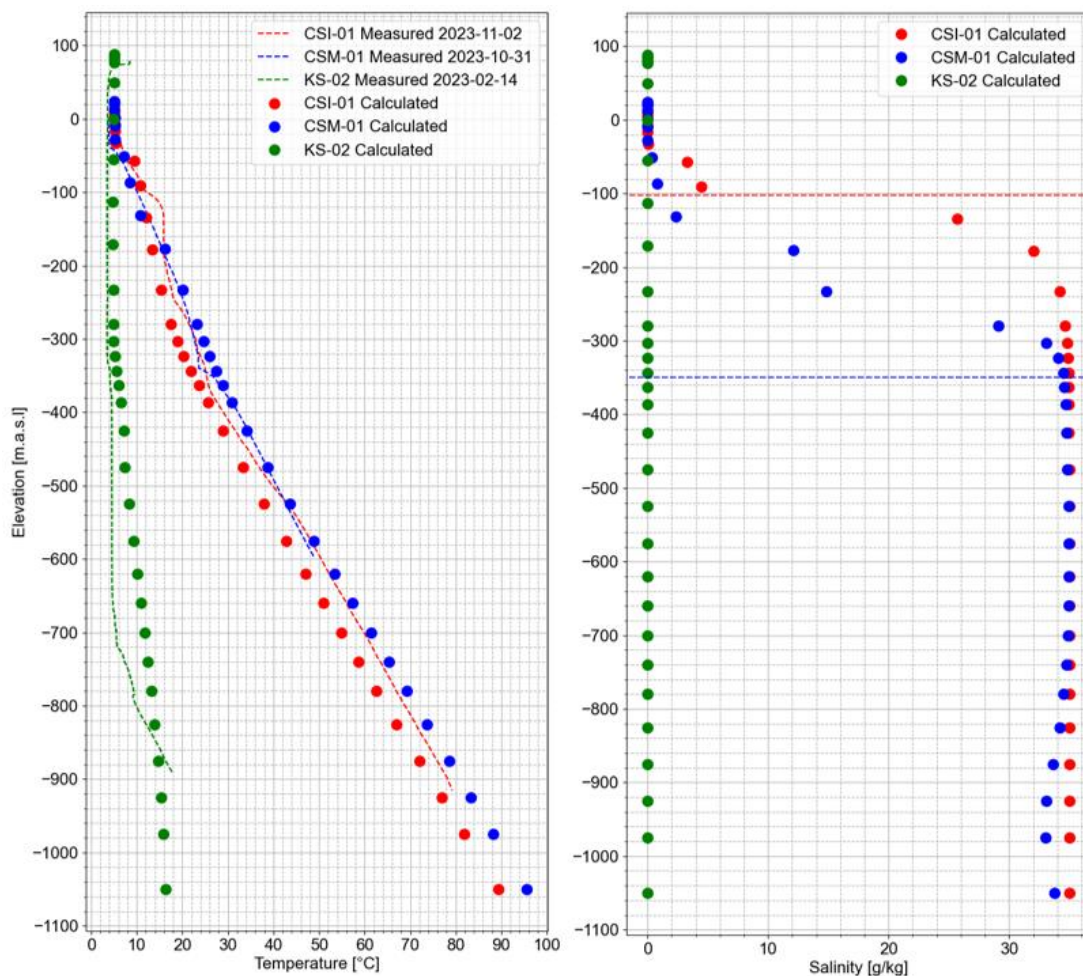 CSI-01 Measured 2023-11-02
CSM-01 Measured 2023-10-31
KS-02 Measured 2023-02-14
CSI-01 Calculated
CSM-01 Calculated
KS-02 Calculated
100
0
−100
−200
−300
−400
−500
−600
−700
−800
−900
−1000
−1100
Elevation [m.a.s.l]
0 10 20 30 40 50 60 70 80 90 100
Temperature [°C]
CSI-01 Calculated
CSM-01 Calculated
KS-02 Calculated
100
0
−100
−200
−300
−400
−500
−600
−700
−800
−900
−1000
−1100
0 10 20 30
Salinity [g/kg]